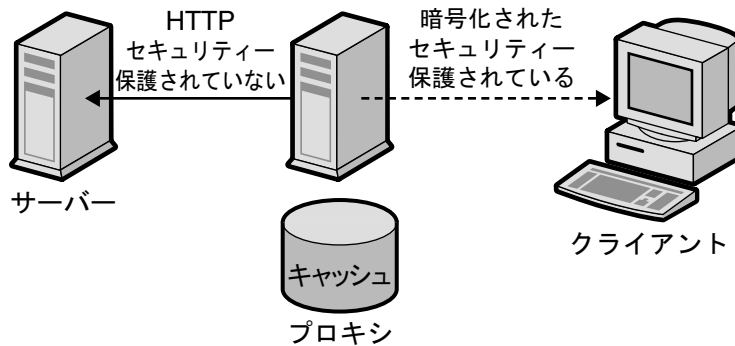 HTTP
セキュリティー
保護されていない
暗号化された
セキュリティー
保護されている
サーバー
クライアント
キャッシュ
プロキシ